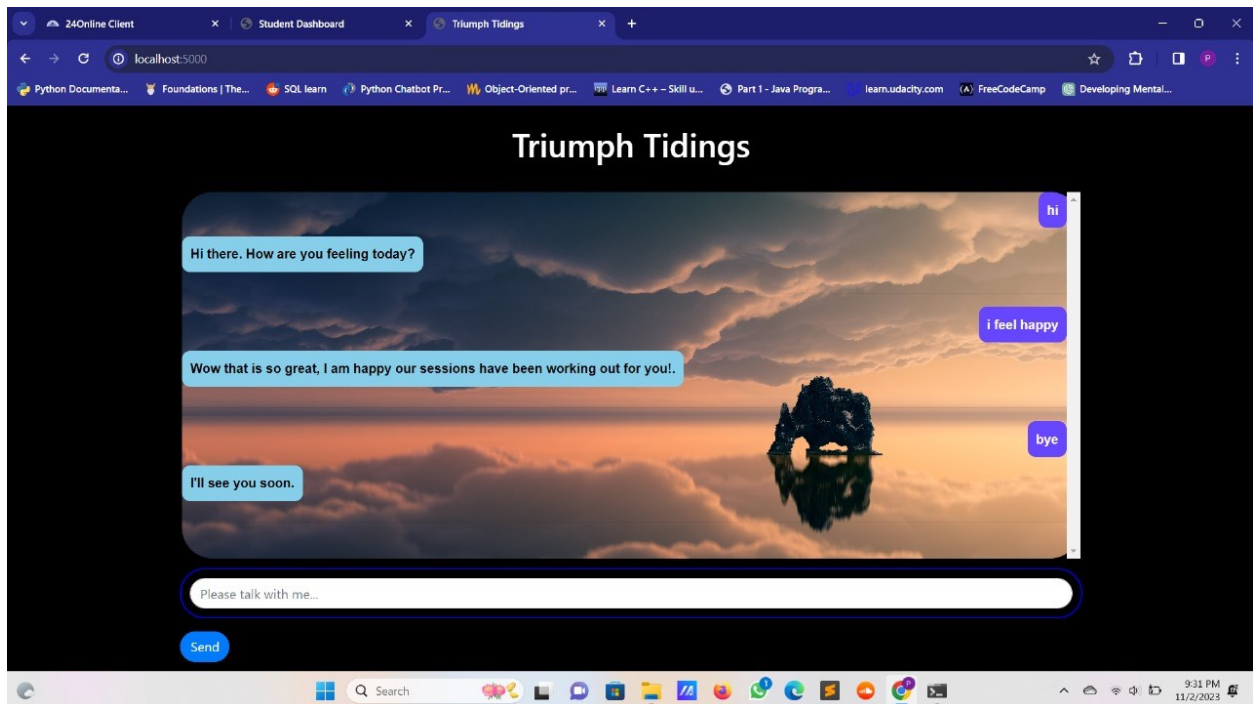 24Online Client
Student Dashboard
Triumph Tidings
localhost:5000
Python Documenta...
Foundations | The...
SQL learn
Python Chatbot Pr...
Object-Oriented pr...
Learn C++ – Skill u...
Part 1 - Java Progra...
learn.udacity.com
FreeCodeCamp
Developing Mental...
Triumph Tidings
hi
Hi there. How are you feeling today?
i feel happy
Wow that is so great, I am happy our sessions have been working out for you!.
bye
I'll see you soon.
Please talk with me...
Send
Search
9:31 PM
11/2/2023